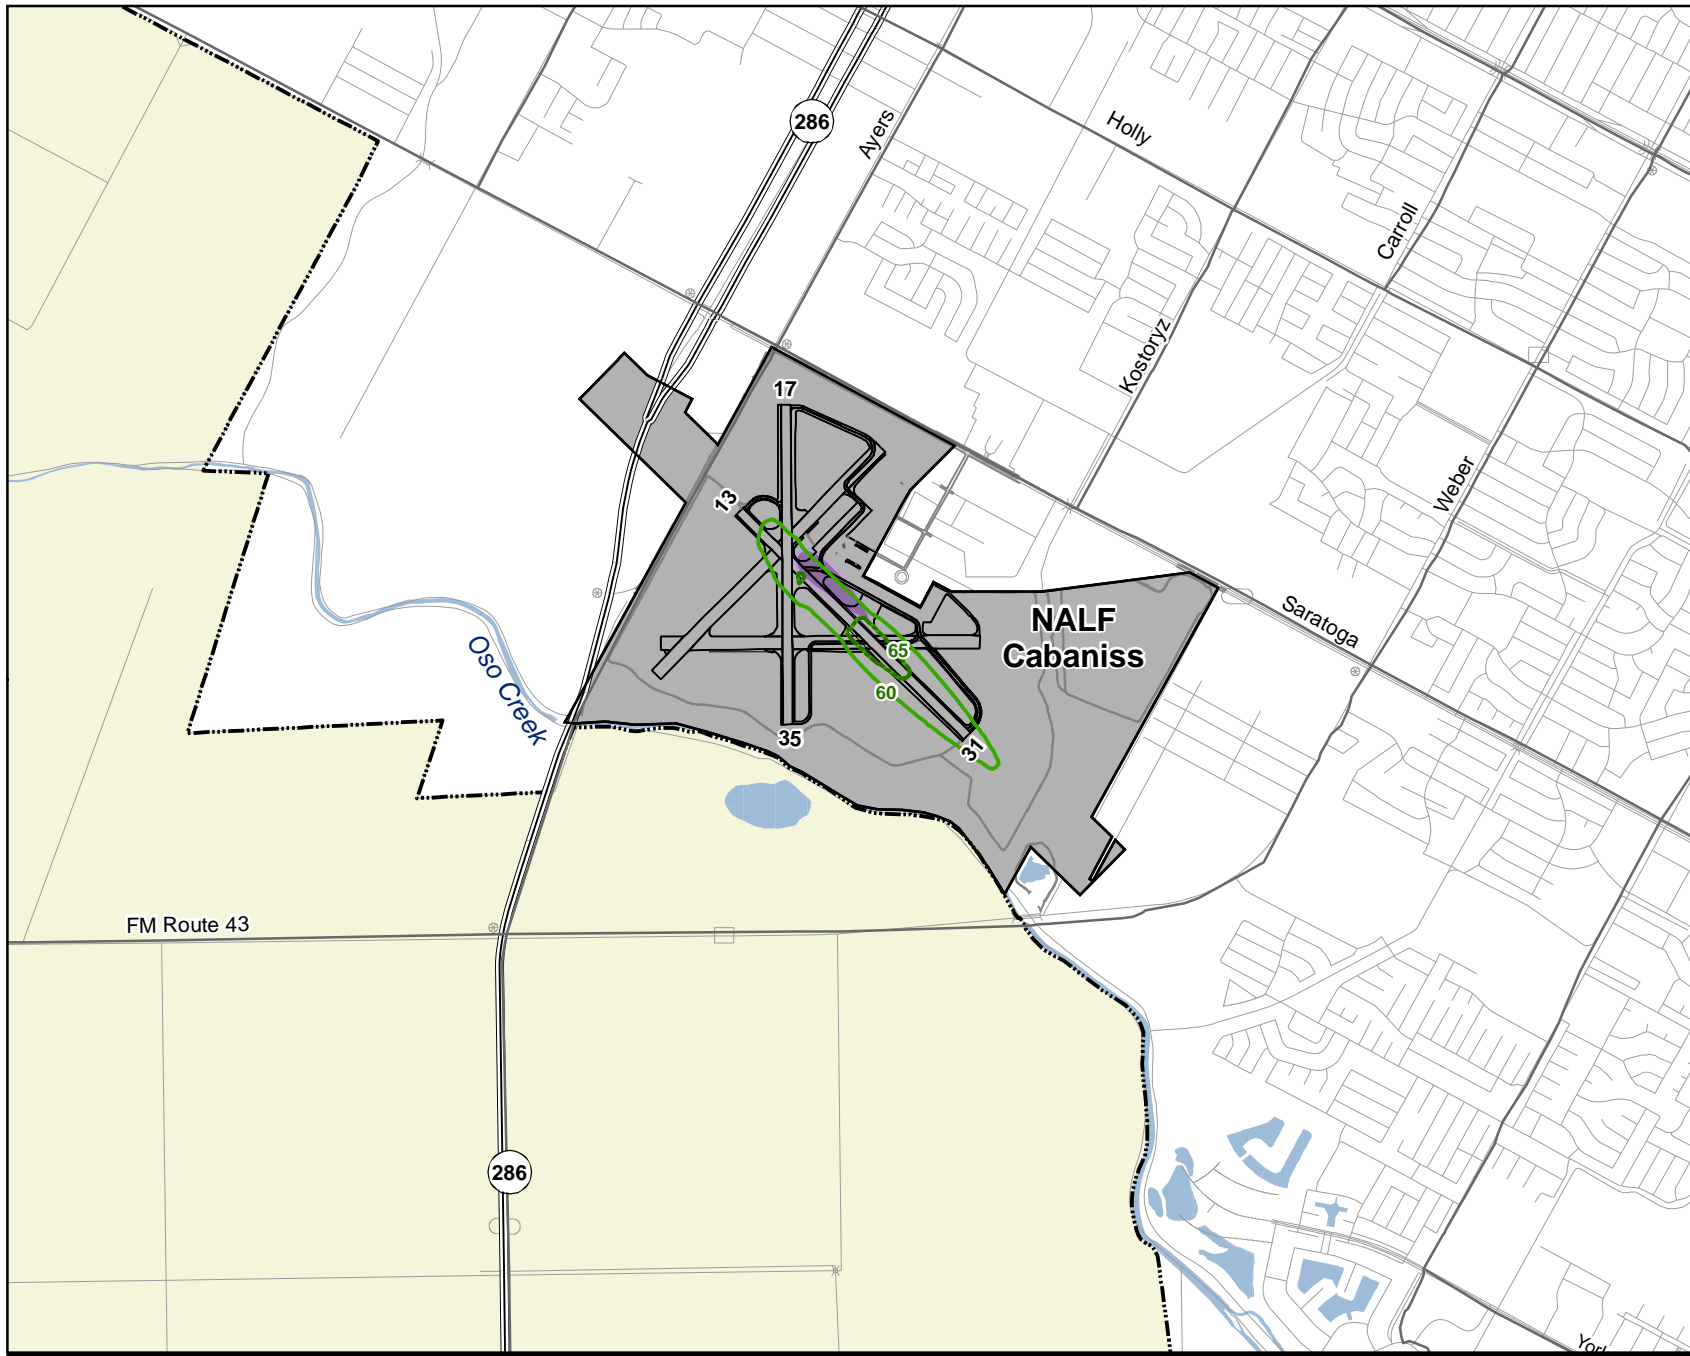 286
Ayers
Holly
Carroll
Kostoryz
17
13
Weber
NALF
Cabaniss
Saratoga
65
60
Oso Creek
35
31
FM Route 43
286